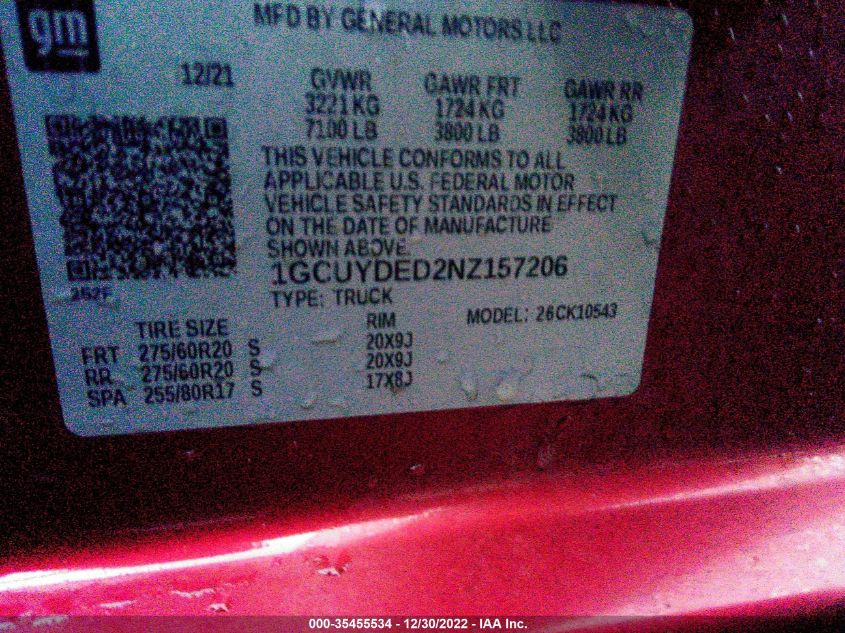 gm
MFD BY GENERAL MOTORS LLC
12/21
GVWR GAWR FRT GAWR RR
3221 KG 1724 KG 1724 KG
7100 LB 3800 LB 3800 LB
THIS VEHICLE CONFORMS TO ALL
APPLICABLE U.S. FEDERAL MOTOR
VEHICLE SAFETY STANDARDS IN EFFECT
ON THE DATE OF MANUFACTURE
SHOWN ABOVE.
1GCUYDED2NZ157206
252F
TYPE: TRUCK
MODEL: 26CK10543
TIRE SIZE RIM
FRT 275/60R20 S 20X9J
RR 275/60R20 S 20X9J
SPA 255/80R17 S 17X8J
000-35455534 - 12/30/2022 - IAA Inc.